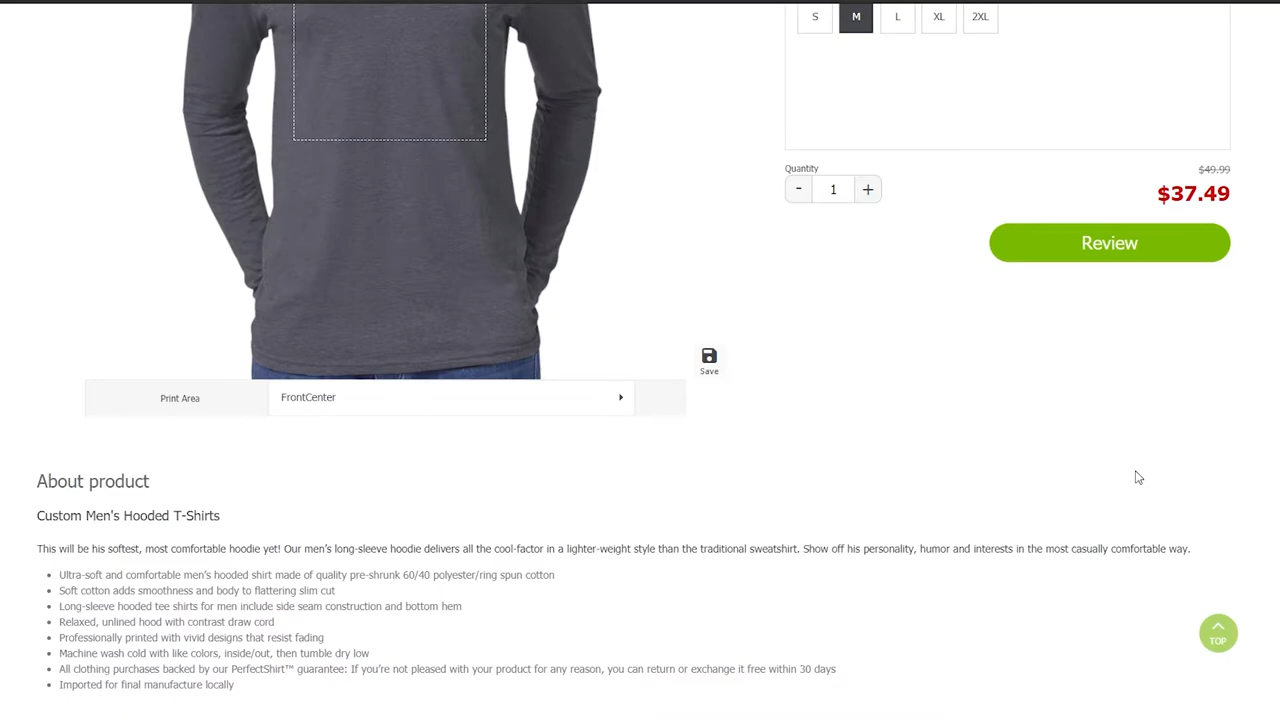 S M L XL 2XL
Quantity
$49.99
- 1 +
$37.49
Review
Save
Print Area FrontCenter
About product
Custom Men's Hooded T-Shirts
This will be his softest, most comfortable hoodie yet! Our men’s long-sleeve hoodie delivers all the cool-factor in a lighter-weight style than the traditional sweatshirt. Show off his personality, humor and interests in the most casually comfortable way.
Ultra-soft and comfortable men’s hooded shirt made of quality pre-shrunk 60/40 polyester/ring spun cotton
Soft cotton adds smoothness and body to flattering slim cut
Long-sleeve hooded tee shirts for men include side seam construction and bottom hem
Relaxed, unlined hood with contrast draw cord
Professionally printed with vivid designs that resist fading
Machine wash cold with like colors, inside/out, then tumble dry low
All clothing purchases backed by our PerfectShirt™ guarantee: If you’re not pleased with your product for any reason, you can return or exchange it free within 30 days
Imported for final manufacture locally
TOP